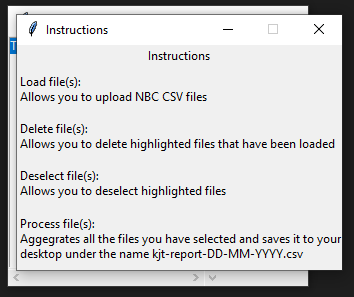 Instructions
Instructions
Load file(s):
Allows you to upload NBC CSV files
Delete file(s):
Allows you to delete highlighted files that have been loaded
Deselect file(s):
Allows you to deselect highlighted files
Process file(s):
Aggegrates all the files you have selected and saves it to your
desktop under the name kjt-report-DD-MM-YYYY.csv